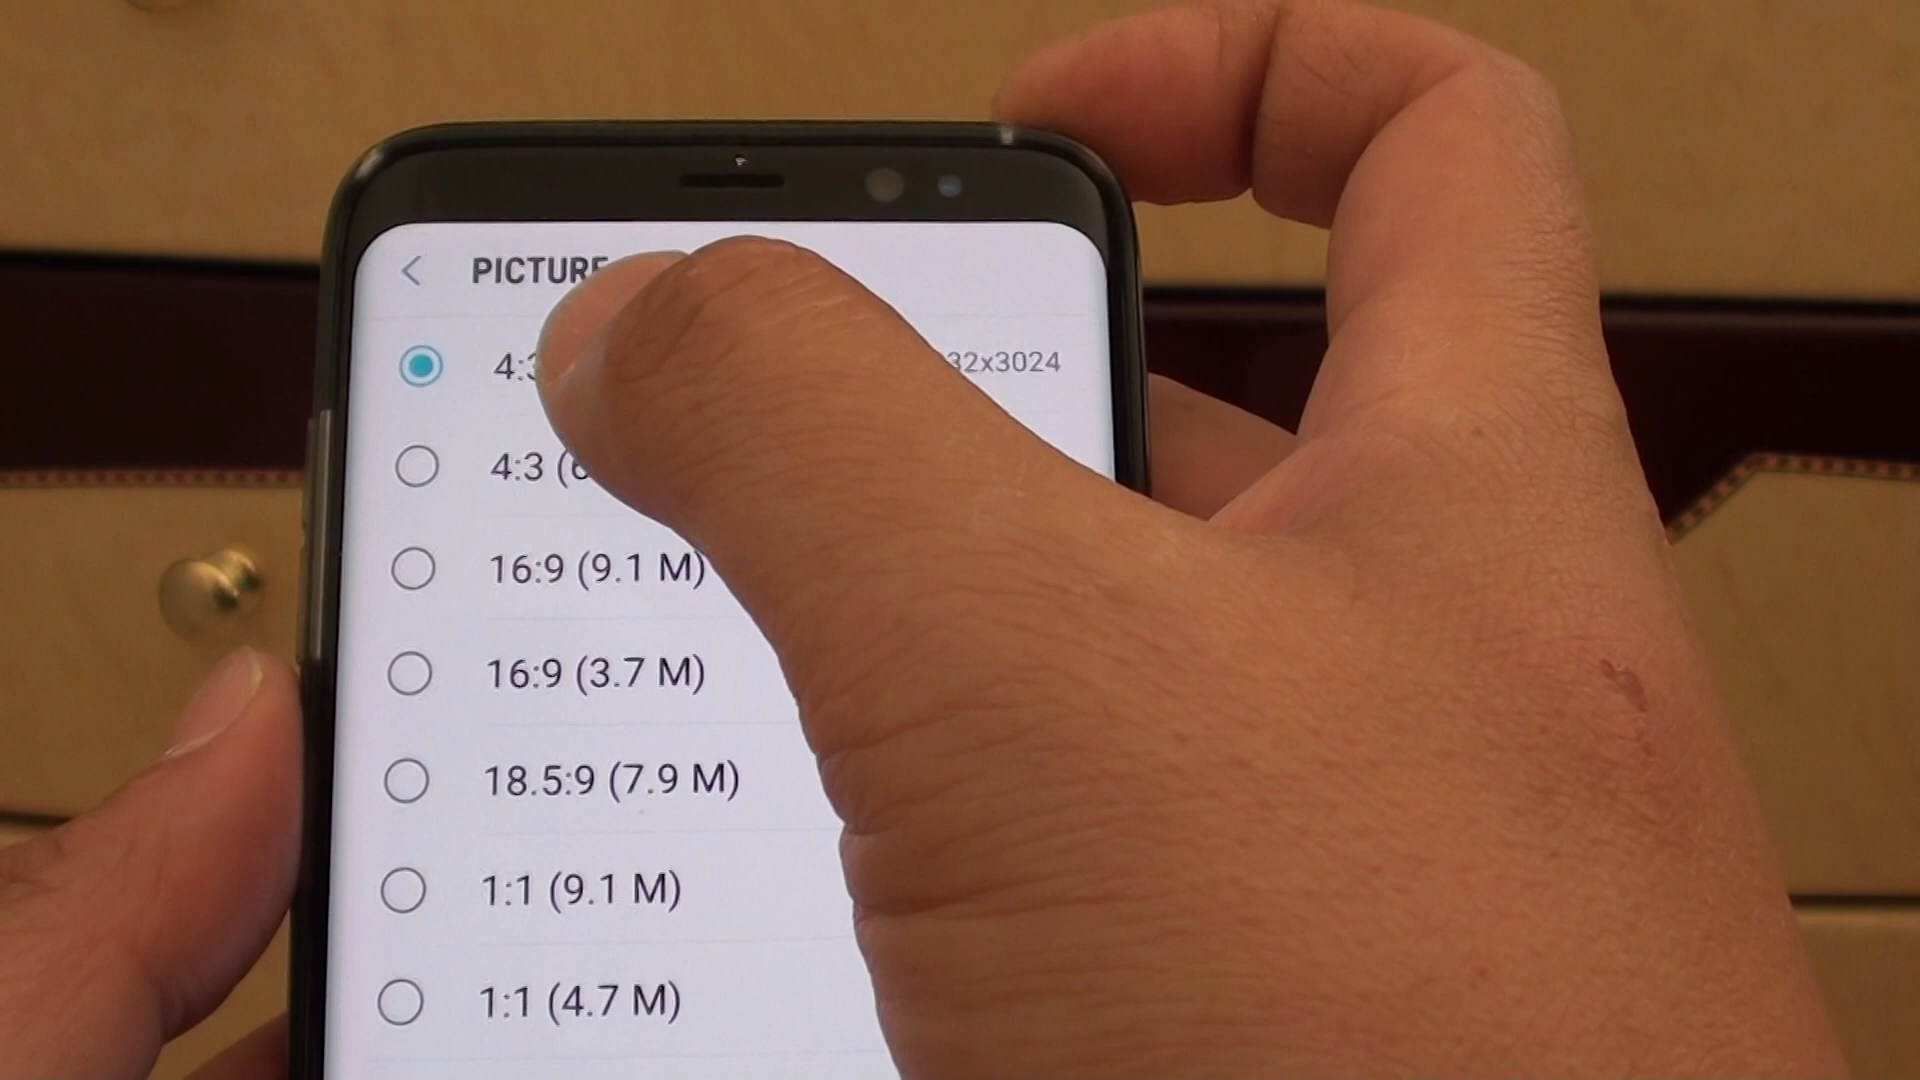 PICTURE
4:3 32x3024
4:3 (6
16:9 (9.1 M)
16:9 (3.7 M)
18.5:9 (7.9 M)
1:1 (9.1 M)
1:1 (4.7 M)